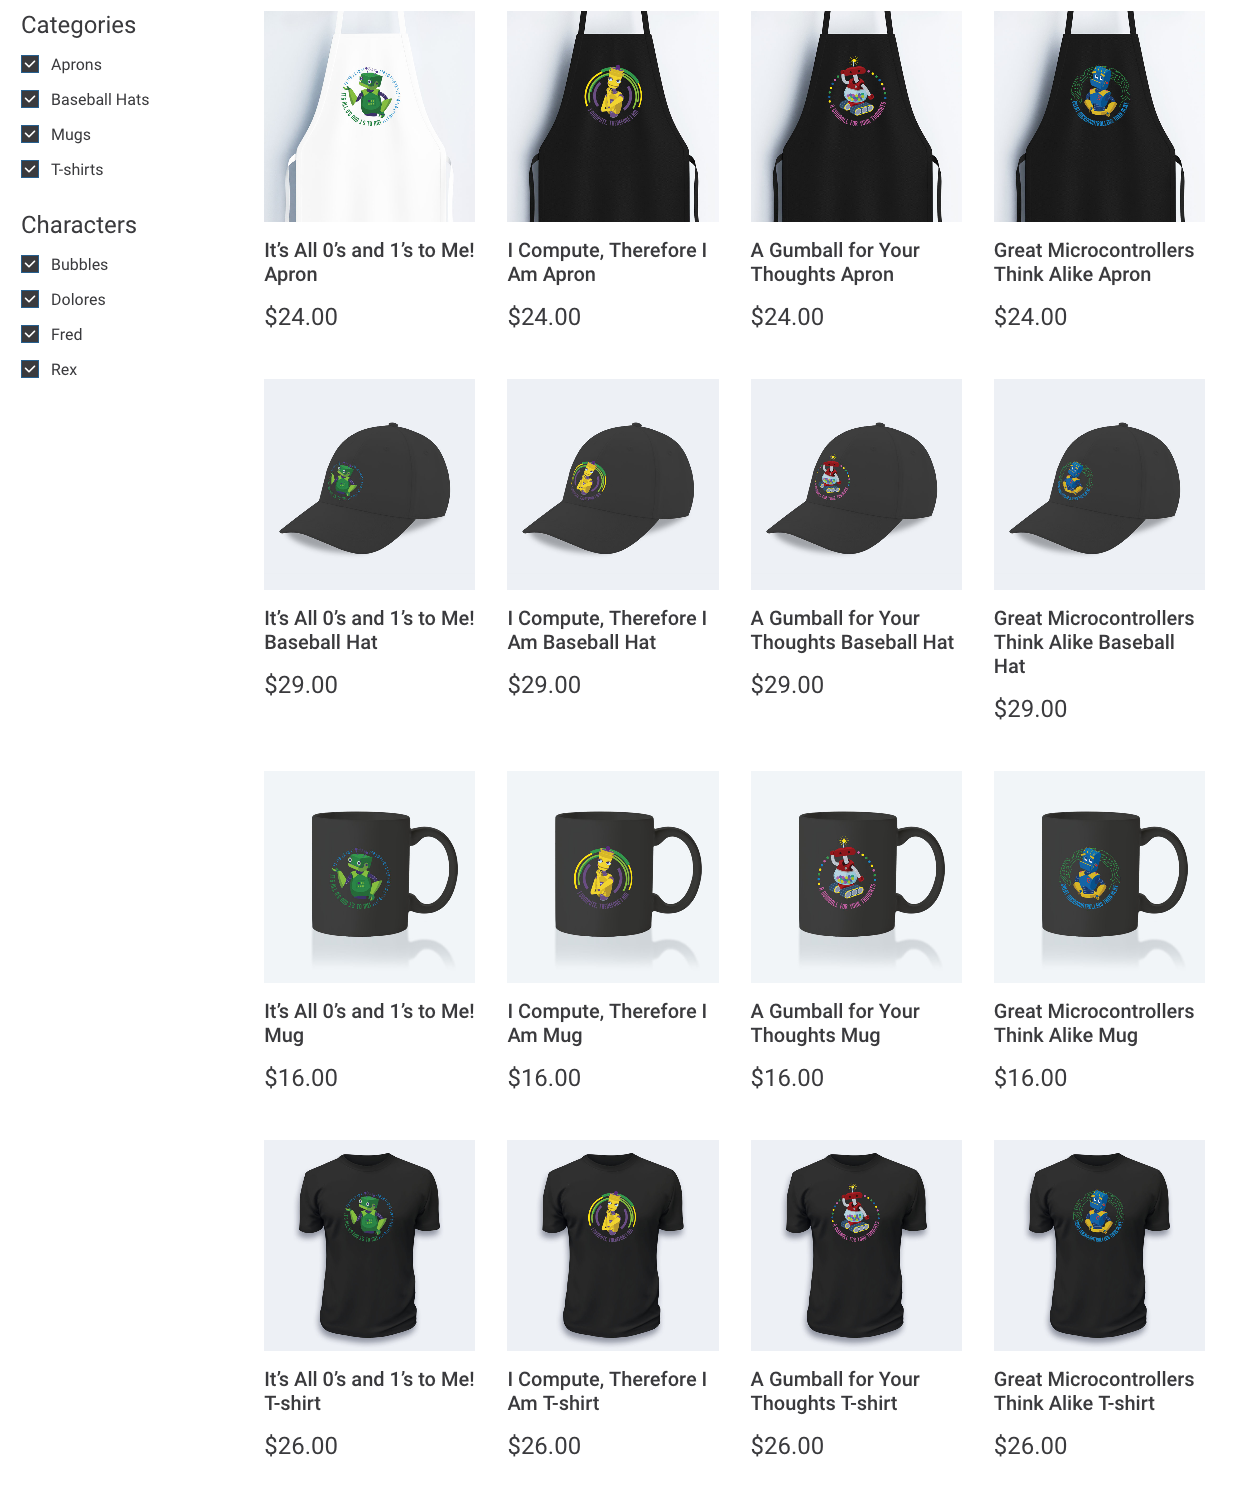 Categories
Aprons
Baseball Hats
Mugs
T-shirts
Characters
Bubbles
Dolores
Fred
Rex
It’s All 0’s and 1’s to Me!
Apron
$24.00
I Compute, Therefore I
Am Apron
$24.00
A Gumball for Your
Thoughts Apron
$24.00
Great Microcontrollers
Think Alike Apron
$24.00
It’s All 0’s and 1’s to Me!
Baseball Hat
$29.00
I Compute, Therefore I
Am Baseball Hat
$29.00
A Gumball for Your
Thoughts Baseball Hat
$29.00
Great Microcontrollers
Think Alike Baseball
Hat
$29.00
It’s All 0’s and 1’s to Me!
Mug
$16.00
I Compute, Therefore I
Am Mug
$16.00
A Gumball for Your
Thoughts Mug
$16.00
Great Microcontrollers
Think Alike Mug
$16.00
It’s All 0’s and 1’s to Me!
T-shirt
$26.00
I Compute, Therefore I
Am T-shirt
$26.00
A Gumball for Your
Thoughts T-shirt
$26.00
Great Microcontrollers
Think Alike T-shirt
$26.00